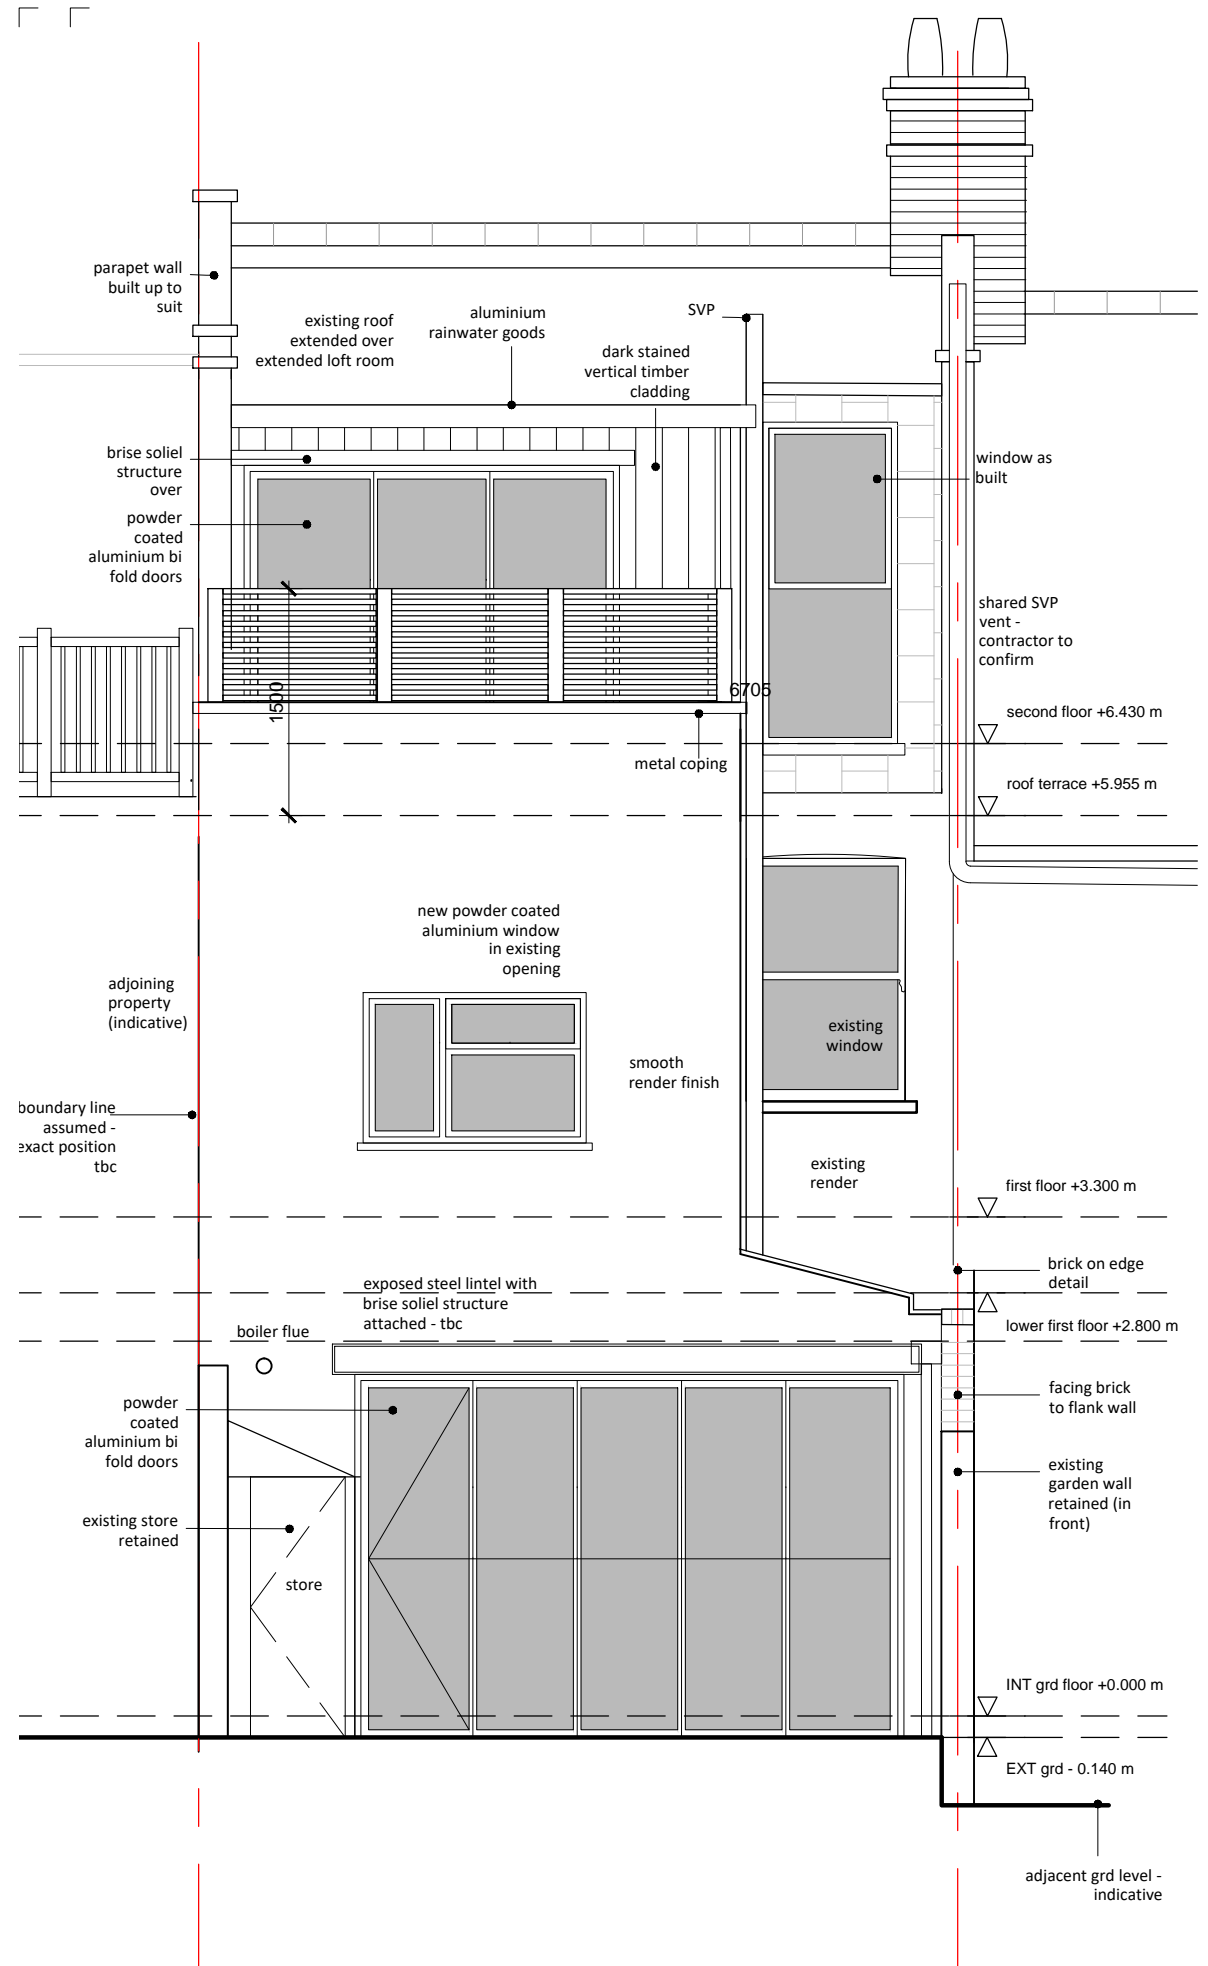 parapet wall
built up to
suit
existing roof
extended over
extended loft room
aluminium
rainwater goods
SVP
dark stained
vertical timber
cladding
brise soliel
structure
over
window as
built
powder
coated
aluminium bi
fold doors
shared SVP
vent -
contractor to
confirm
1500
6705
second floor +6.430 m
metal coping
roof terrace +5.955 m
new powder coated
aluminium window
in existing
opening
adjoining
property
(indicative)
existing
window
smooth
render finish
boundary line
assumed -
exact position
tbc
existing
render
first floor +3.300 m
brick on edge
detail
exposed steel lintel with
brise soliel structure
attached - tbc
boiler flue
lower first floor +2.800 m
powder
coated
aluminium bi
fold doors
facing brick
to flank wall
existing
garden wall
retained (in
front)
existing store
retained
store
INT grd floor +0.000 m
EXT grd - 0.140 m
adjacent grd level -
indicative